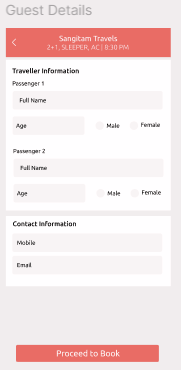 Guest Details
Sangitam Travels
2+1, SLEEPER, AC | 8:30 PM
Traveller Information
Passenger 1
Full Name
Age Male Female
Passenger 2
Full Name
Age Male Female
Contact Information
Mobile
Email
Proceed to Book